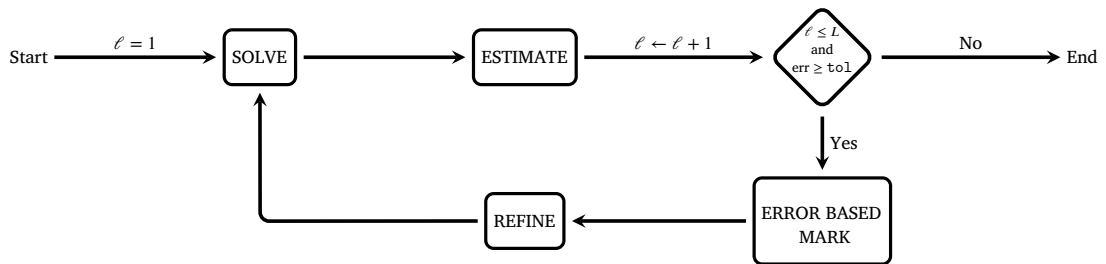 Start
ℓ = 1
SOLVE
ESTIMATE
ℓ ← ℓ + 1
ℓ ≤ L
and
err ≥ tol
No
End
Yes
ERROR BASED
MARK
REFINE